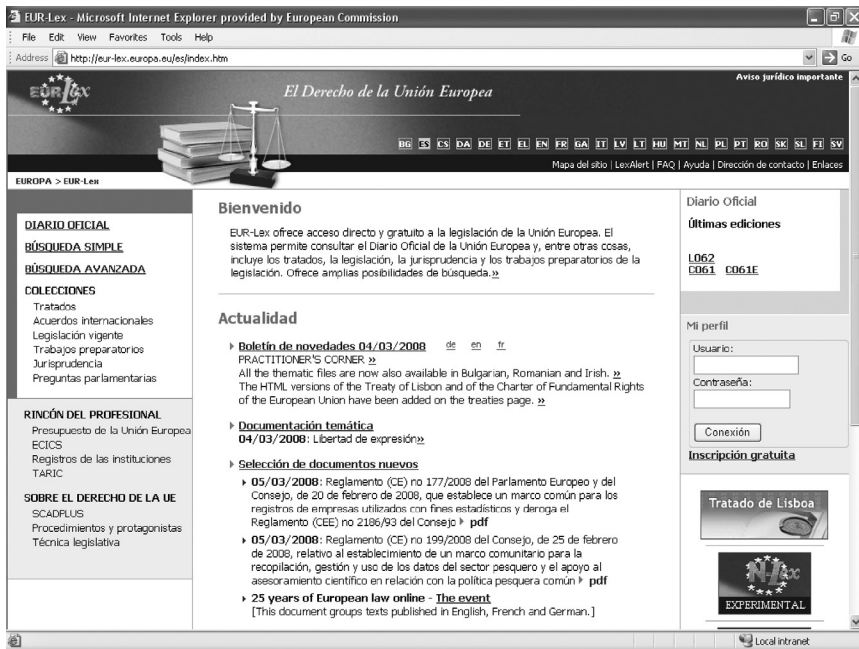 EUR-Lex - Microsoft Internet Explorer provided by European Commission
File Edit View Favorites Tools Help
Address http://eur-lex.europa.eu/es/index.htm Go
Aviso jurídico importante
EUR-Lex
El Derecho de la Unión Europea
BG ES CS DA DE ET EL EN FR GA IT LV LT HU MT NL PL PT RO SK SL FI SV
Mapa del sitio | LexAlert | FAQ | Ayuda | Dirección de contacto | Enlaces
EUROPA > EUR-Lex
DIARIO OFICIAL
BÚSQUEDA SIMPLE
BÚSQUEDA AVANZADA
COLECCIONES
Tratados
Acuerdos internacionales
Legislación vigente
Trabajos preparatorios
Jurisprudencia
Preguntas parlamentarias
RINCÓN DEL PROFESIONAL
Presupuesto de la Unión Europea
ECICS
Registros de las instituciones
TARIC
SOBRE EL DERECHO DE LA UE
SCADPLUS
Procedimientos y protagonistas
Técnica legislativa
Bienvenido
EUR-Lex ofrece acceso directo y gratuito a la legislación de la Unión Europea. El
sistema permite consultar el Diario Oficial de la Unión Europea y, entre otras cosas,
incluye los tratados, la legislación, la jurisprudencia y los trabajos preparatorios de la
legislación. Ofrece amplias posibilidades de búsqueda.»
Actualidad
Boletín de novedades 04/03/2008 de en fr
PRACTITIONER'S CORNER »
All the thematic files are now also available in Bulgarian, Romanian and Irish. »
The HTML versions of the Treaty of Lisbon and of the Charter of Fundamental Rights
of the European Union have been added on the treaties page. »
Documentación temática
04/03/2008: Libertad de expresión»
Selección de documentos nuevos
05/03/2008: Reglamento (CE) no 177/2008 del Parlamento Europeo y del
Consejo, de 20 de febrero de 2008, que establece un marco común para los
registros de empresas utilizados con fines estadísticos y deroga el
Reglamento (CEE) no 2186/93 del Consejo pdf
05/03/2008: Reglamento (CE) no 199/2008 del Consejo, de 25 de febrero
de 2008, relativo al establecimiento de un marco comunitario para la
recopilación, gestión y uso de los datos del sector pesquero y el apoyo al
asesoramiento científico en relación con la política pesquera común pdf
25 years of European law online - The event
[This document groups texts published in English, French and German.]
Diario Oficial
Últimas ediciones
L062
C061 C061E
Mi perfil
Usuario:
Contraseña:
Conexión
Inscripción gratuita
Tratado de Lisboa
N-Lex
EXPERIMENTAL
Local intranet